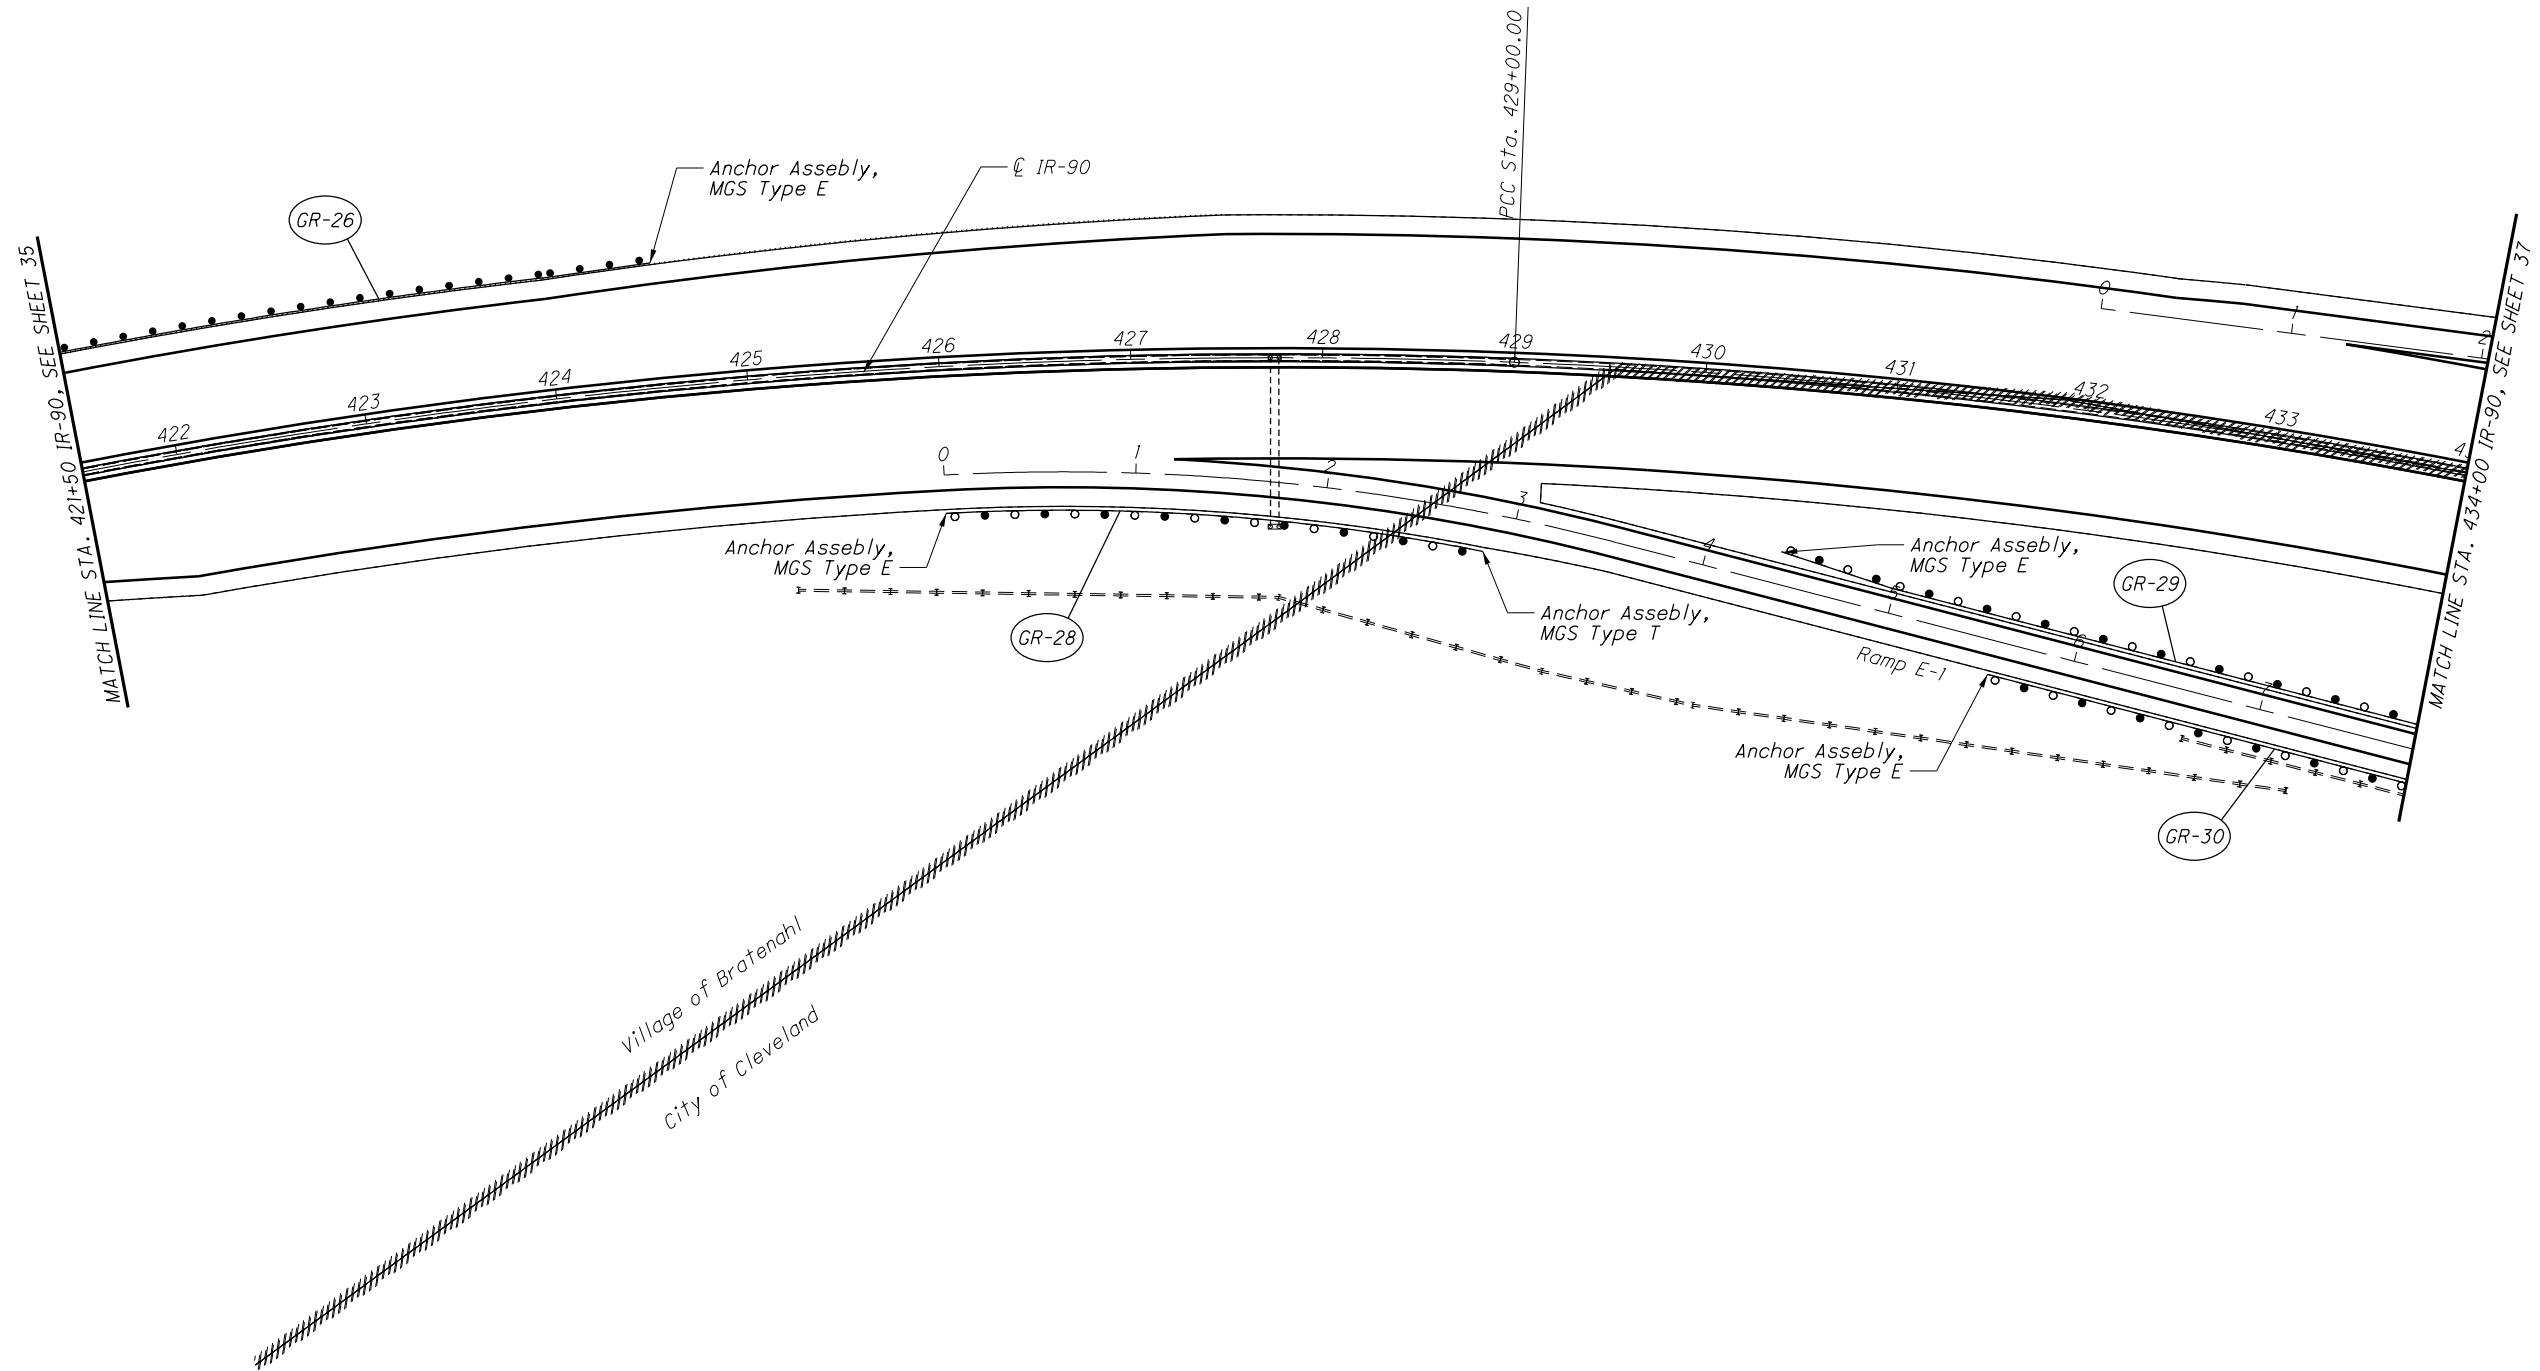 PCC Sta. 429+00.00
Anchor Assebly,
MGS Type E
℄ IR-90
GR-26
MATCH LINE STA. 421+50 IR-90, SEE SHEET 35
MATCH LINE STA. 434+00 IR-90, SEE SHEET 37
422
423
424
425
426
427
428
429
430
431
432
433
0
1
2
0
1
2
3
4
5
6
7
Anchor Assebly,
MGS Type E
GR-28
Anchor Assebly,
MGS Type T
Anchor Assebly,
MGS Type E
GR-29
Ramp E-1
Anchor Assebly,
MGS Type E
GR-30
Village of Bratenahl
City of Cleveland